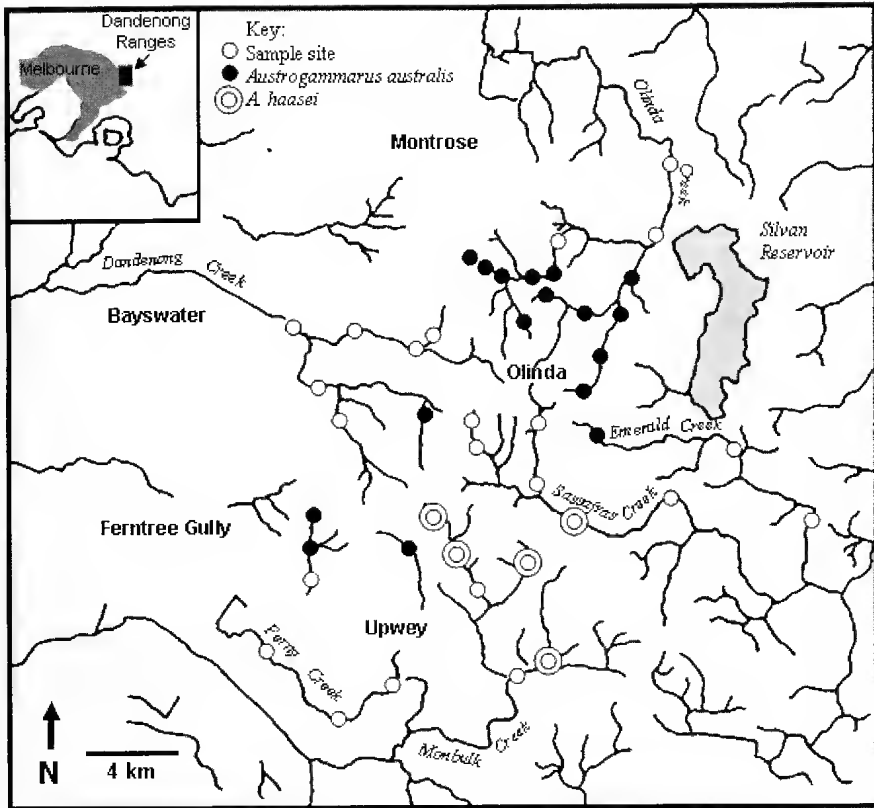 Dandenong
Ranges
Melbourne
Key:
Sample site
Austrogammarus australis
A. haasei
Montrose
Olinda
Creek
Silvan
Reservoir
Dandenong
Creek
Bayswater
Olinda
Emerald Creek
Sassafras Creek
Ferntree Gully
Upwey
Ferny
Creek
Monbulk
Creek
N
4 km